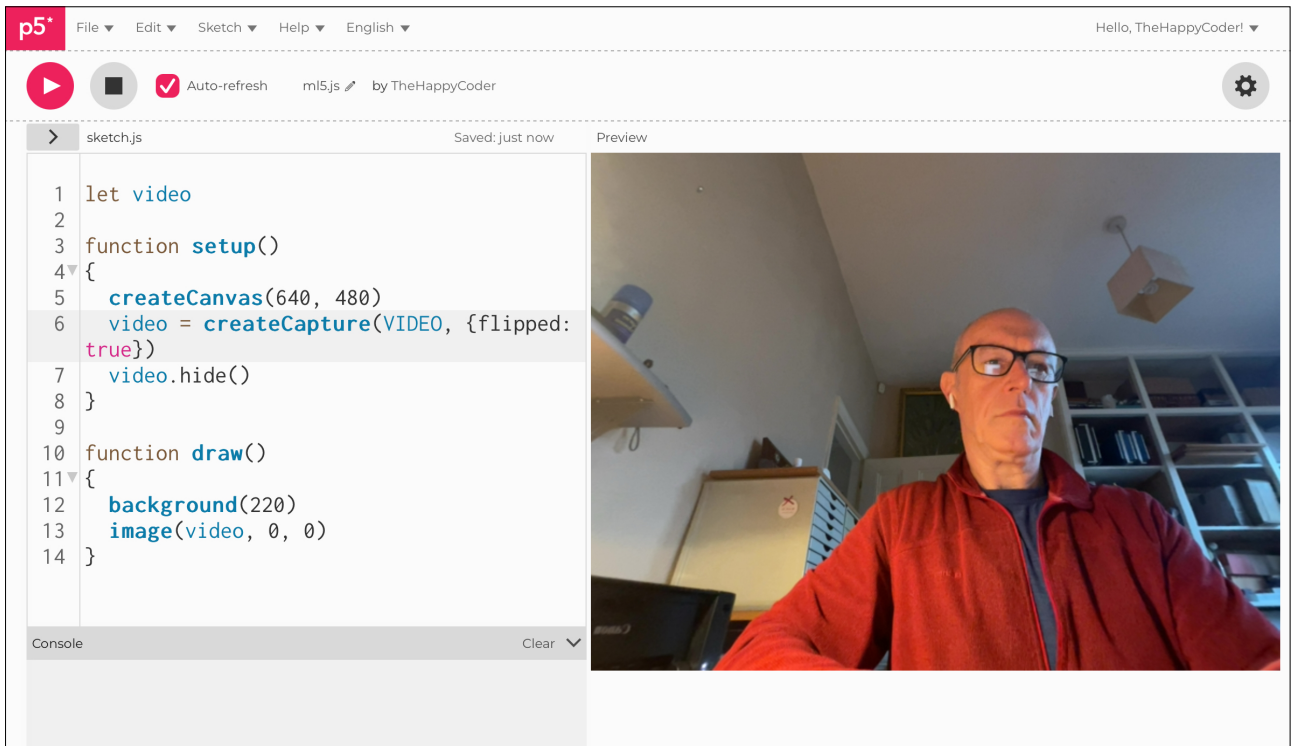 p5* File Edit Sketch Help English Hello, TheHappyCoder!
Auto-refresh ml5.js by TheHappyCoder
sketch.js Saved: just now Preview
1 let video
2
3 function setup()
4 {
5 createCanvas(640, 480)
6 video = createCapture(VIDEO, {flipped:
true})
7 video.hide()
8 }
9
10 function draw()
11 {
12 background(220)
13 image(video, 0, 0)
14 }
Console Clear